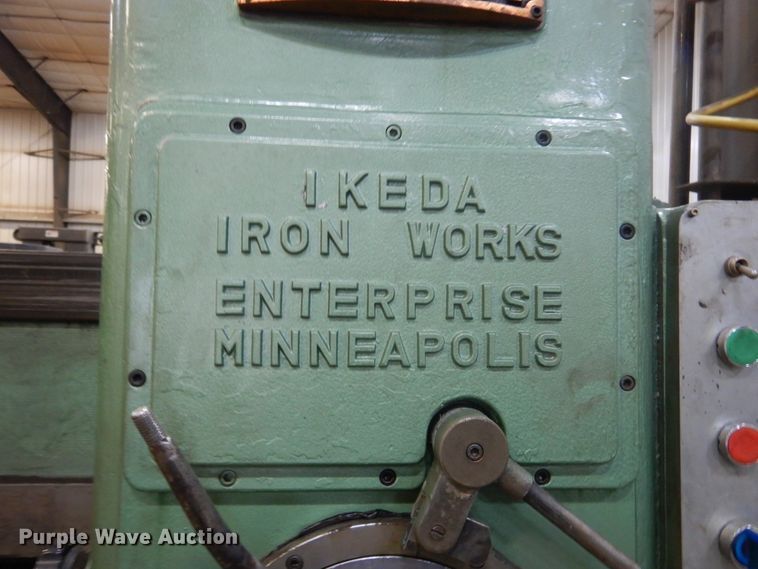 IKEDA
IRON WORKS
ENTERPRISE
MINNEAPOLIS
Purple Wave Auction